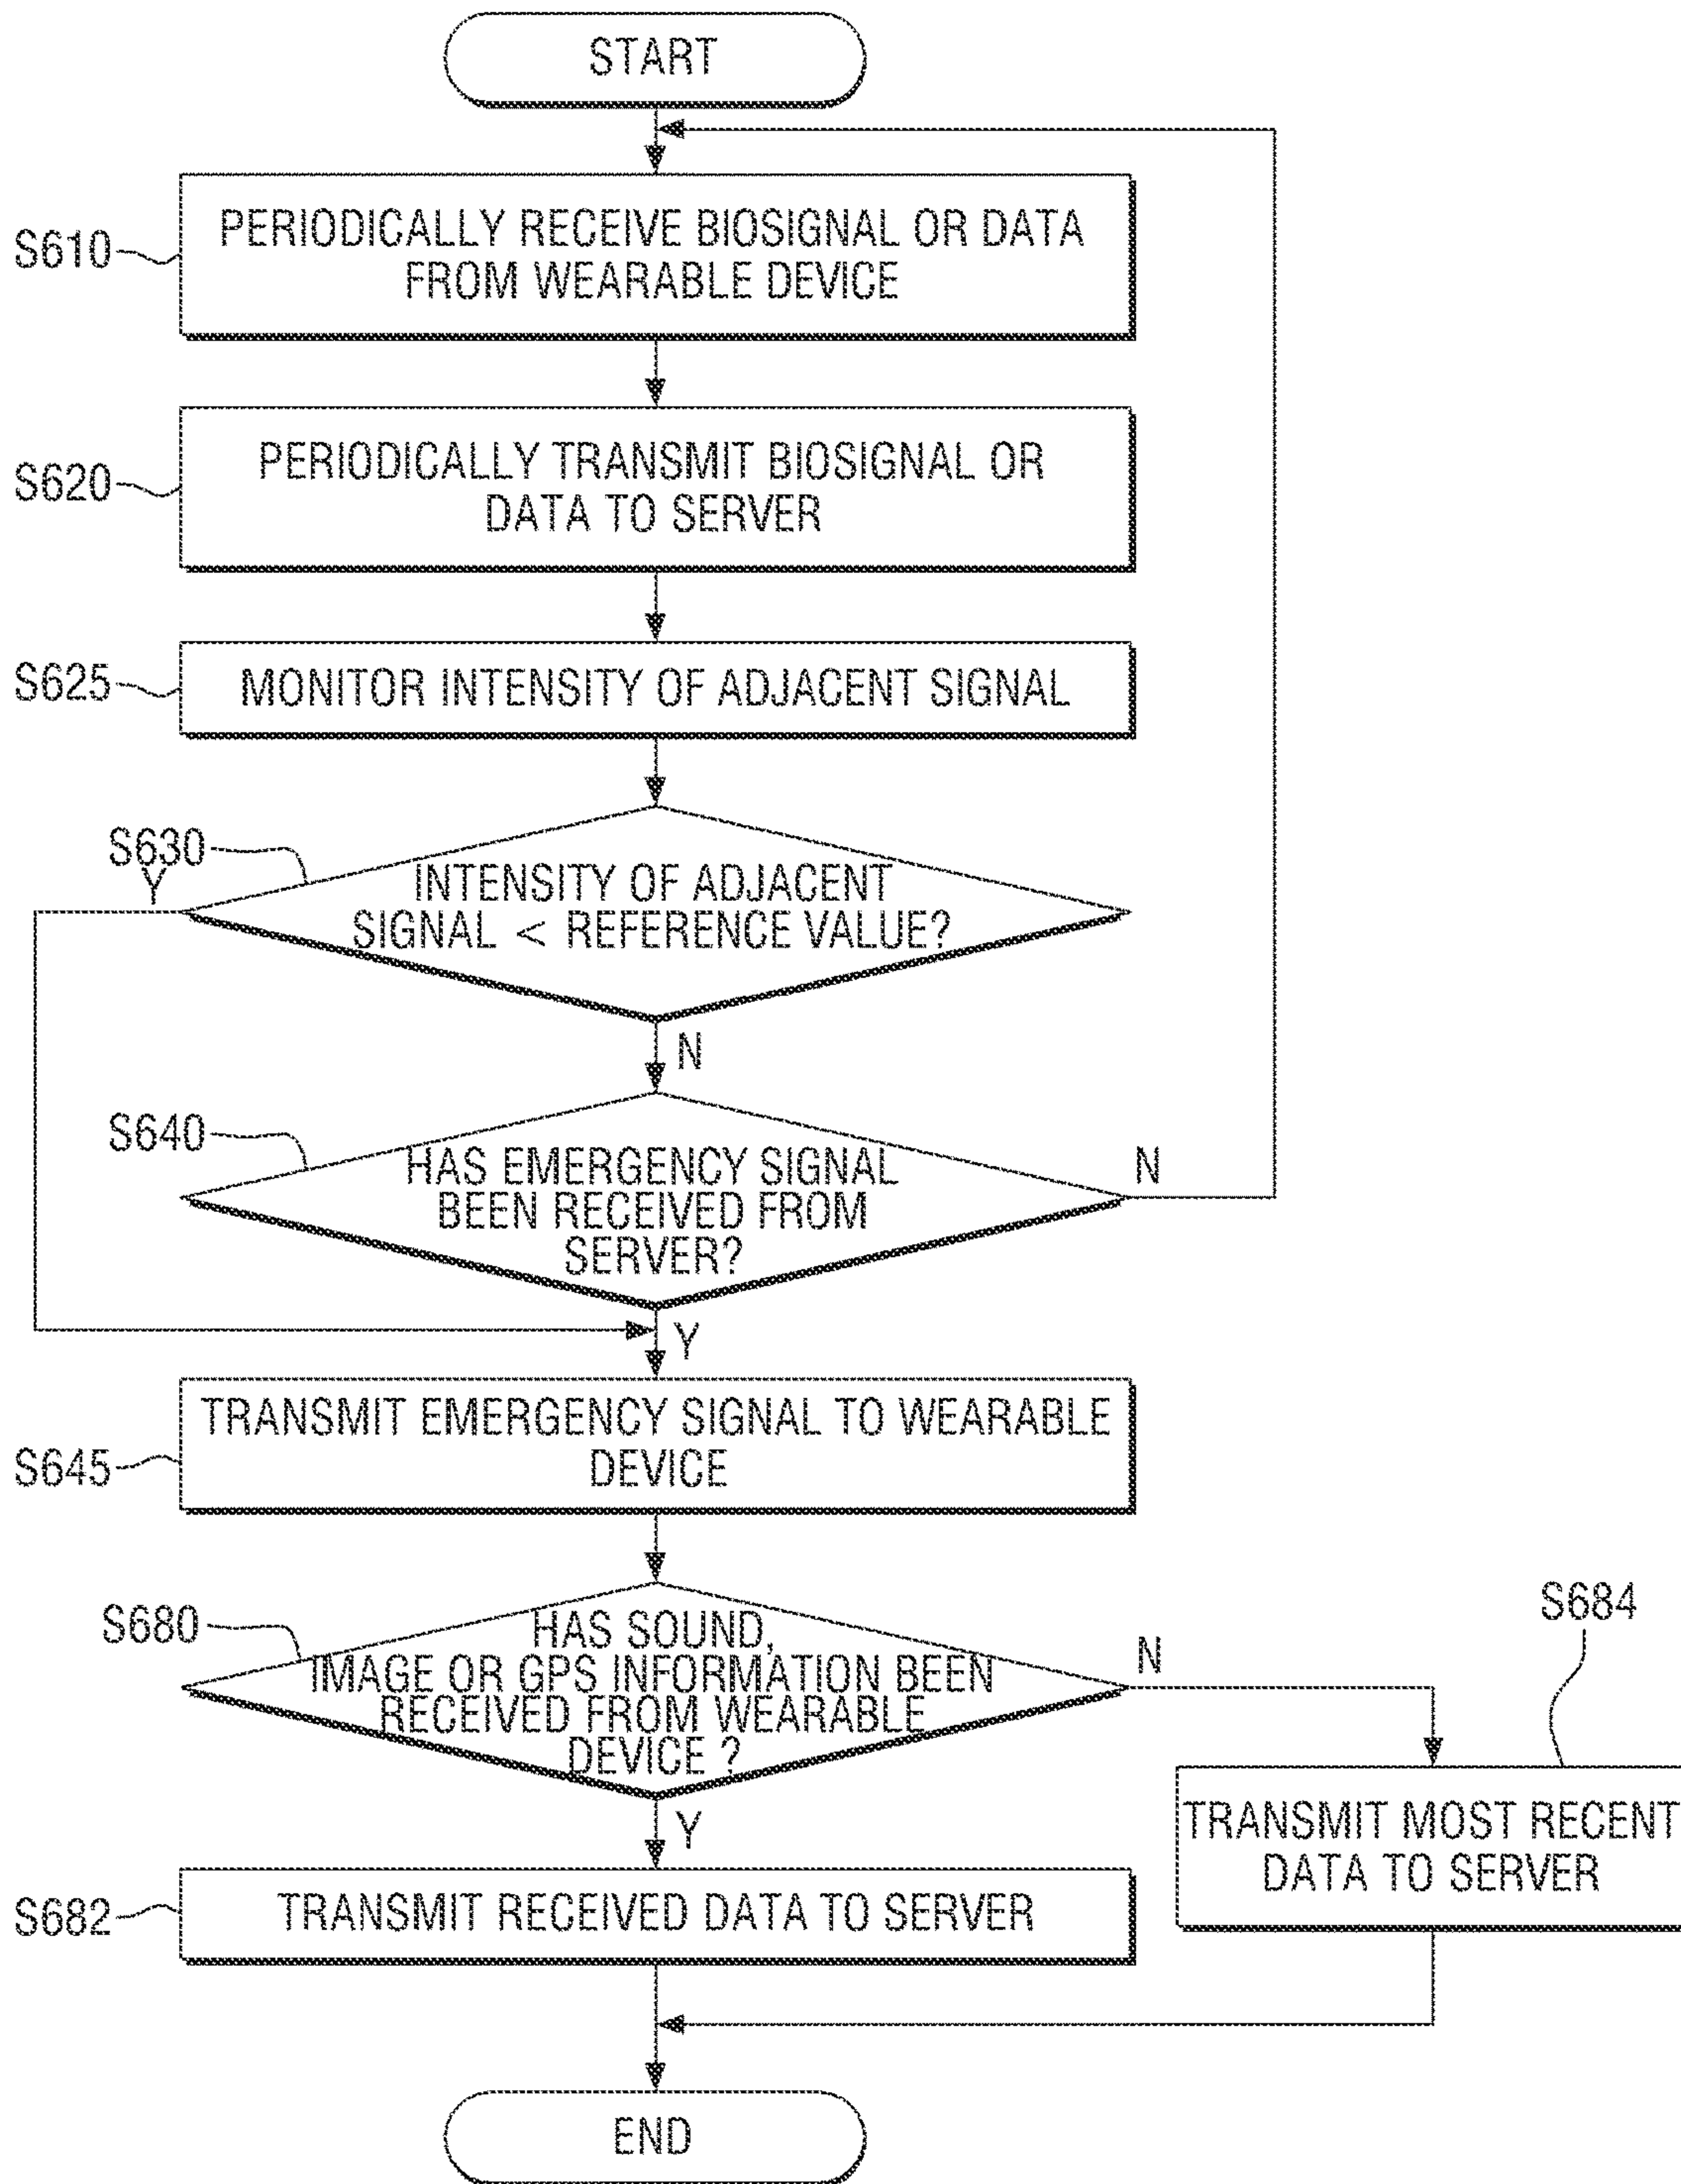 START
S610
PERIODICALLY RECEIVE BIOSIGNAL OR DATA
FROM WEARABLE DEVICE
S620
PERIODICALLY TRANSMIT BIOSIGNAL OR
DATA TO SERVER
S625
MONITOR INTENSITY OF ADJACENT SIGNAL
S630
Y
INTENSITY OF ADJACENT
SIGNAL < REFERENCE VALUE?
N
S640
HAS EMERGENCY SIGNAL
BEEN RECEIVED FROM
SERVER?
N
Y
S645
TRANSMIT EMERGENCY SIGNAL TO WEARABLE
DEVICE
S680
HAS SOUND,
IMAGE OR GPS INFORMATION BEEN
RECEIVED FROM WEARABLE
DEVICE ?
N
S684
TRANSMIT MOST RECENT
DATA TO SERVER
Y
S682
TRANSMIT RECEIVED DATA TO SERVER
END